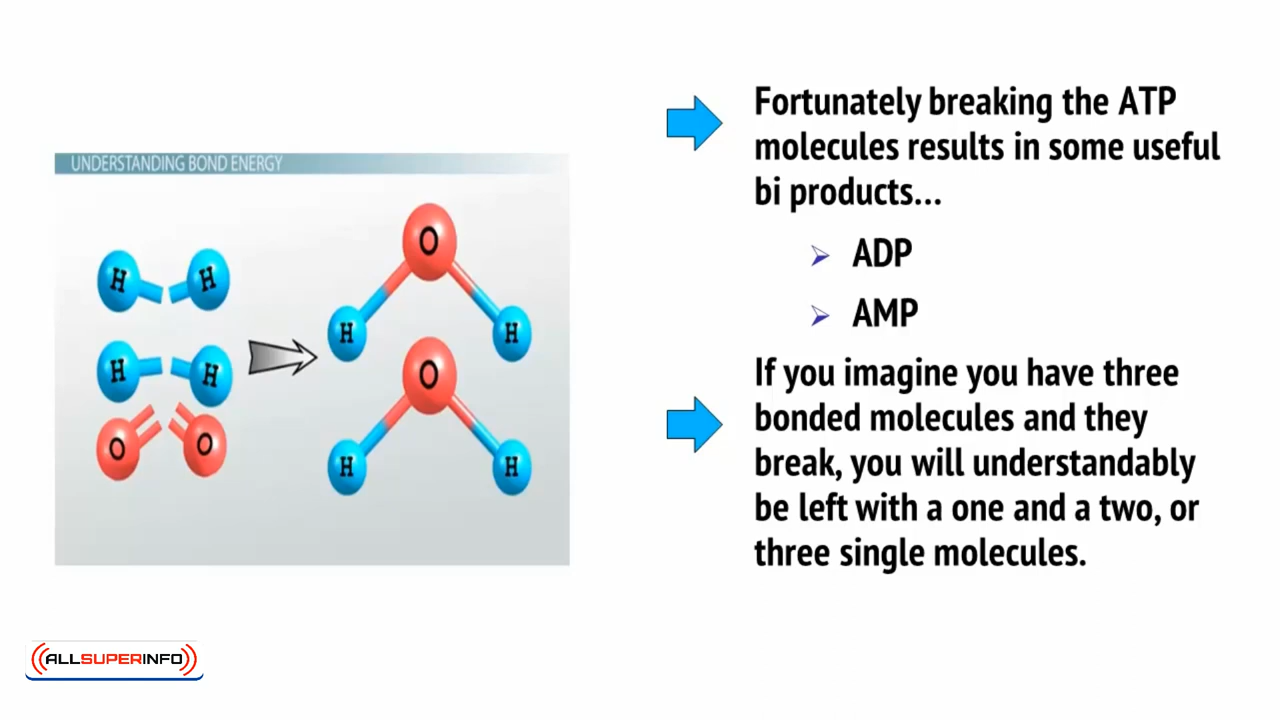 UNDERSTANDING BOND ENERGY
H
H
O
H
H
H
H
O
O
O
H
H
Fortunately breaking the ATP
molecules results in some useful
bi products...
ADP
AMP
If you imagine you have three
bonded molecules and they
break, you will understandably
be left with a one and a two, or
three single molecules.
ALLSUPERINFO